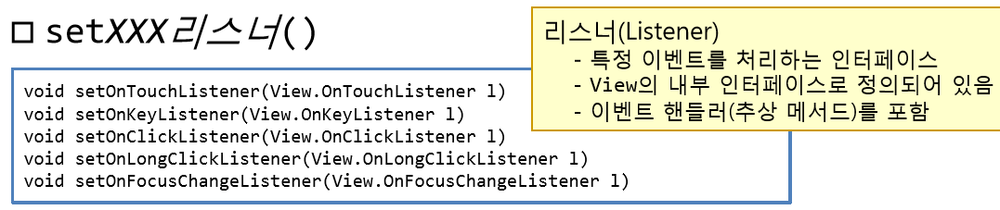 □ setXXX리스너()
리스너(Listener)
- 특정 이벤트를 처리하는 인터페이스
- View의 내부 인터페이스로 정의되어 있음
- 이벤트 핸들러(추상 메서드)를 포함
void setOnTouchListener(View.OnTouchListener l)
void setOnKeyListener(View.OnKeyListener l)
void setOnClickListener(View.OnClickListener l)
void setOnLongClickListener(View.OnLongClickListener l)
void setOnFocusChangeListener(View.OnFocusChangeListener l)